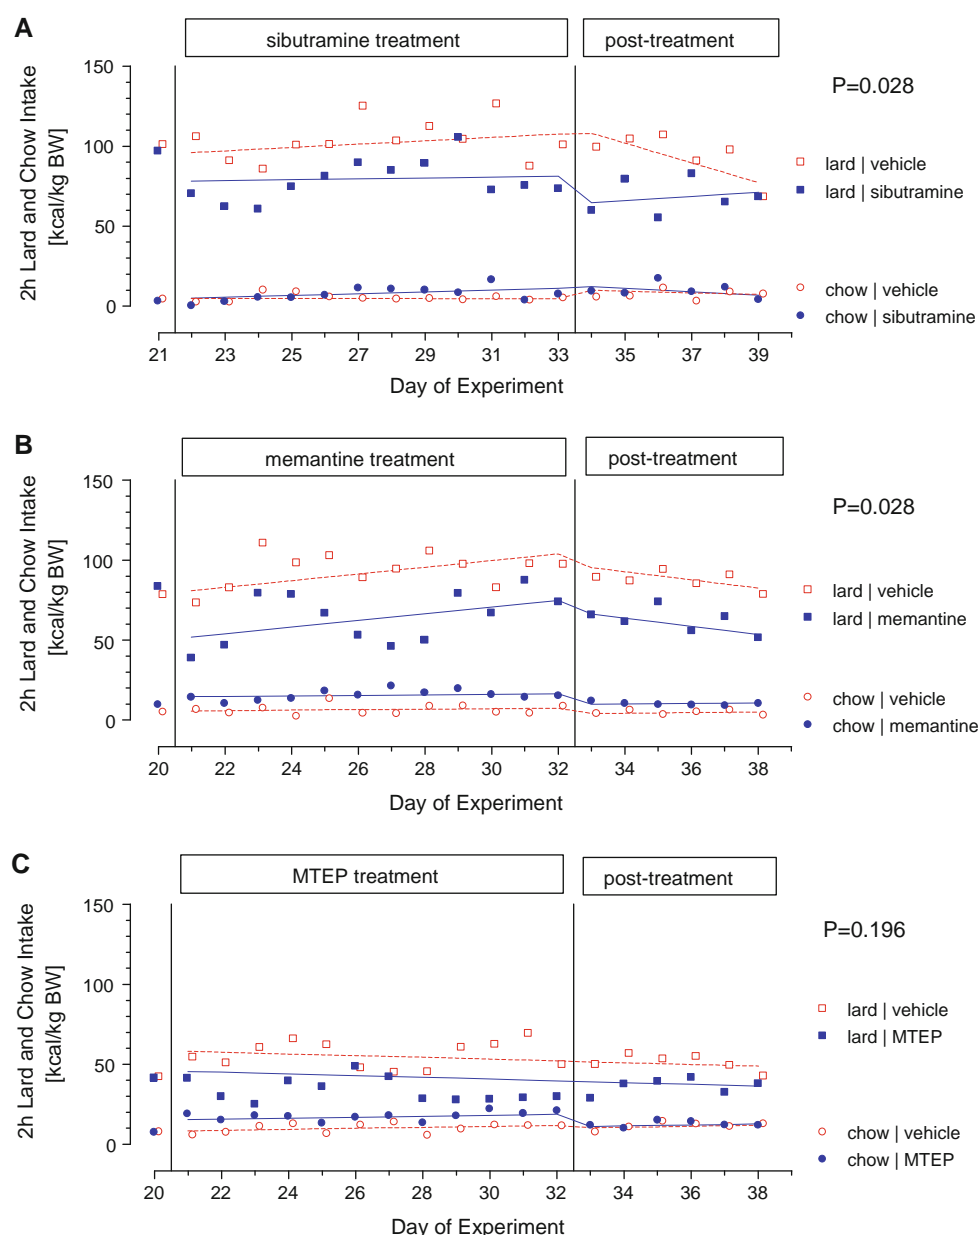 A
sibutramine treatment
post-treatment
2h Lard and Chow Intake
[kcal/kg BW]
150
100
50
0
P=0.028
lard | vehicle
lard | sibutramine
chow | vehicle
chow | sibutramine
21 23 25 27 29 31 33 35 37 39
Day of Experiment
B
memantine treatment
post-treatment
2h Lard and Chow Intake
[kcal/kg BW]
150
100
50
0
P=0.028
lard | vehicle
lard | memantine
chow | vehicle
chow | memantine
20 22 24 26 28 30 32 34 36 38
Day of Experiment
C
MTEP treatment
post-treatment
2h Lard and Chow Intake
[kcal/kg BW]
150
100
50
0
P=0.196
lard | vehicle
lard | MTEP
chow | vehicle
chow | MTEP
20 22 24 26 28 30 32 34 36 38
Day of Experiment